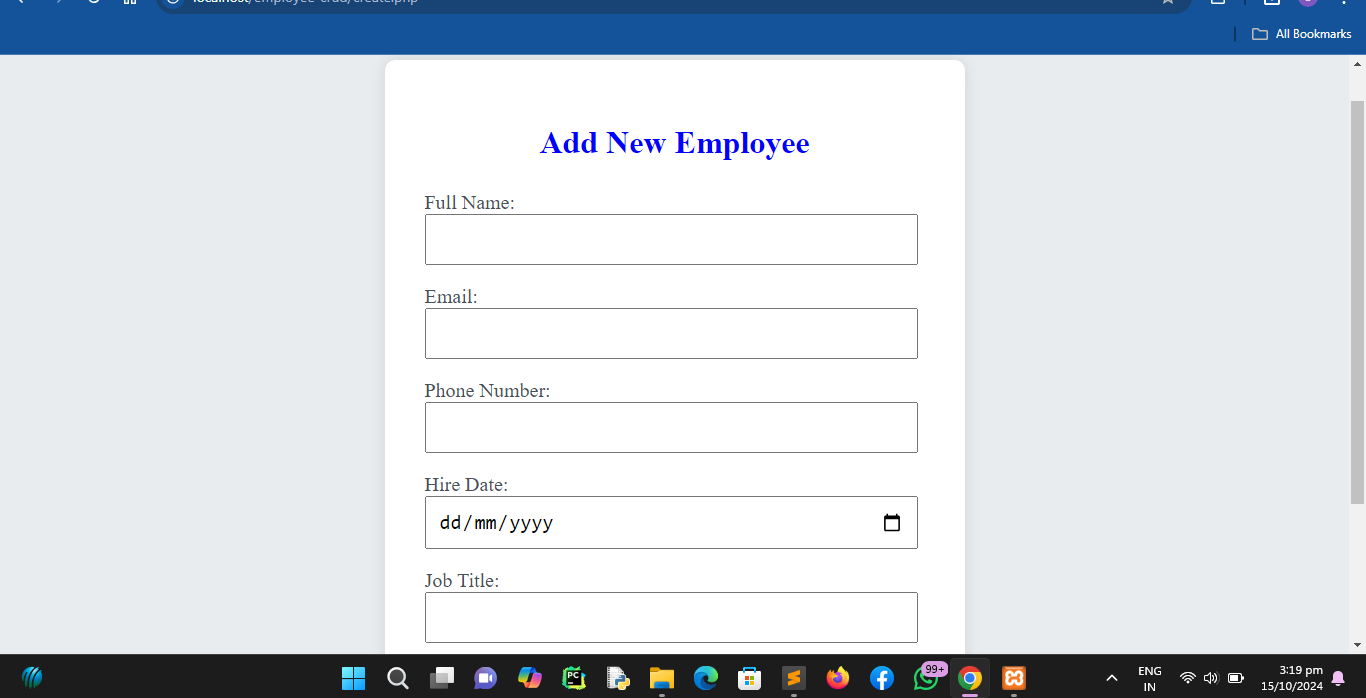 localhost/employee-crud/create.php
All Bookmarks
Add New Employee
Full Name:
Email:
Phone Number:
Hire Date:
dd/mm/yyyy
Job Title:
PC
99+
ENG
IN
3:19 pm
15/10/2024